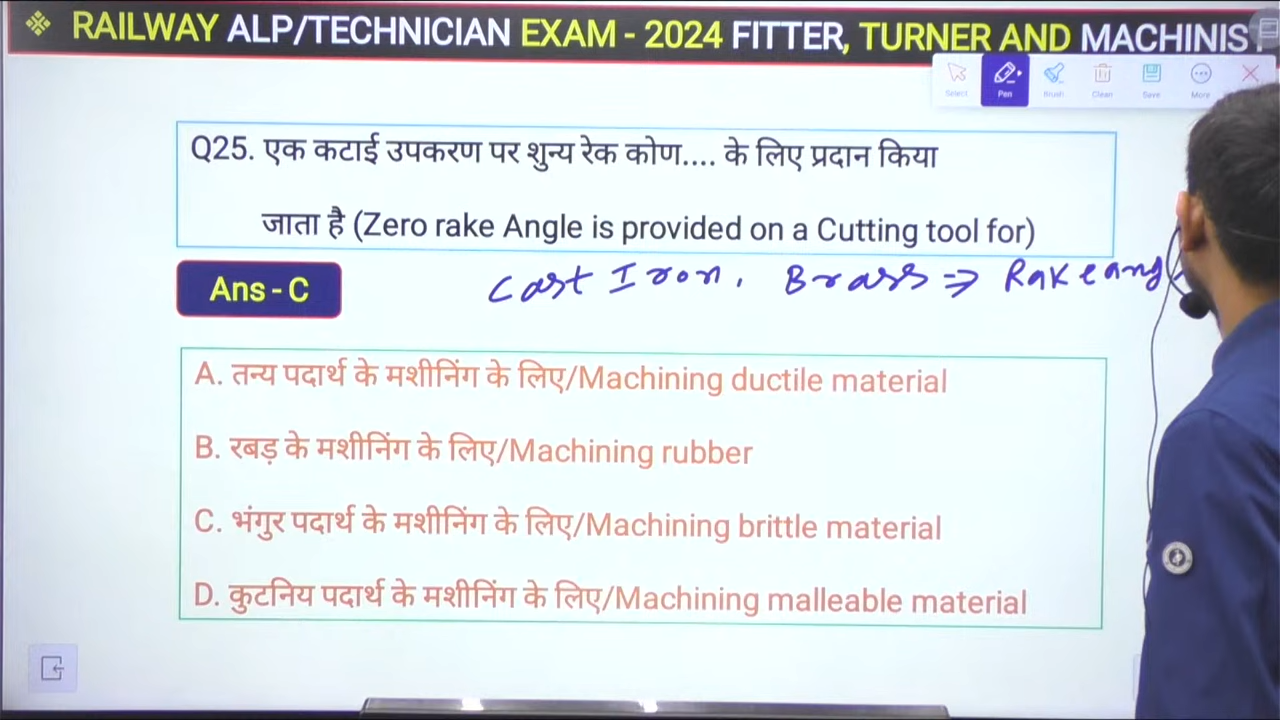 RAILWAY ALP/TECHNICIAN EXAM - 2024 FITTER, TURNER AND MACHINIST
Select Pen Brush Clean Save More
Q25. एक कटाई उपकरण पर शुन्य रेक कोण.... के लिए प्रदान किया
जाता है (Zero rake Angle is provided on a Cutting tool for)
Ans - C
Cast Iron, Brass ⇒ Rake ang
A. तन्य पदार्थ के मशीनिंग के लिए/Machining ductile material
B. रबड़ के मशीनिंग के लिए/Machining rubber
C. भंगुर पदार्थ के मशीनिंग के लिए/Machining brittle material
D. कुटनिय पदार्थ के मशीनिंग के लिए/Machining malleable material